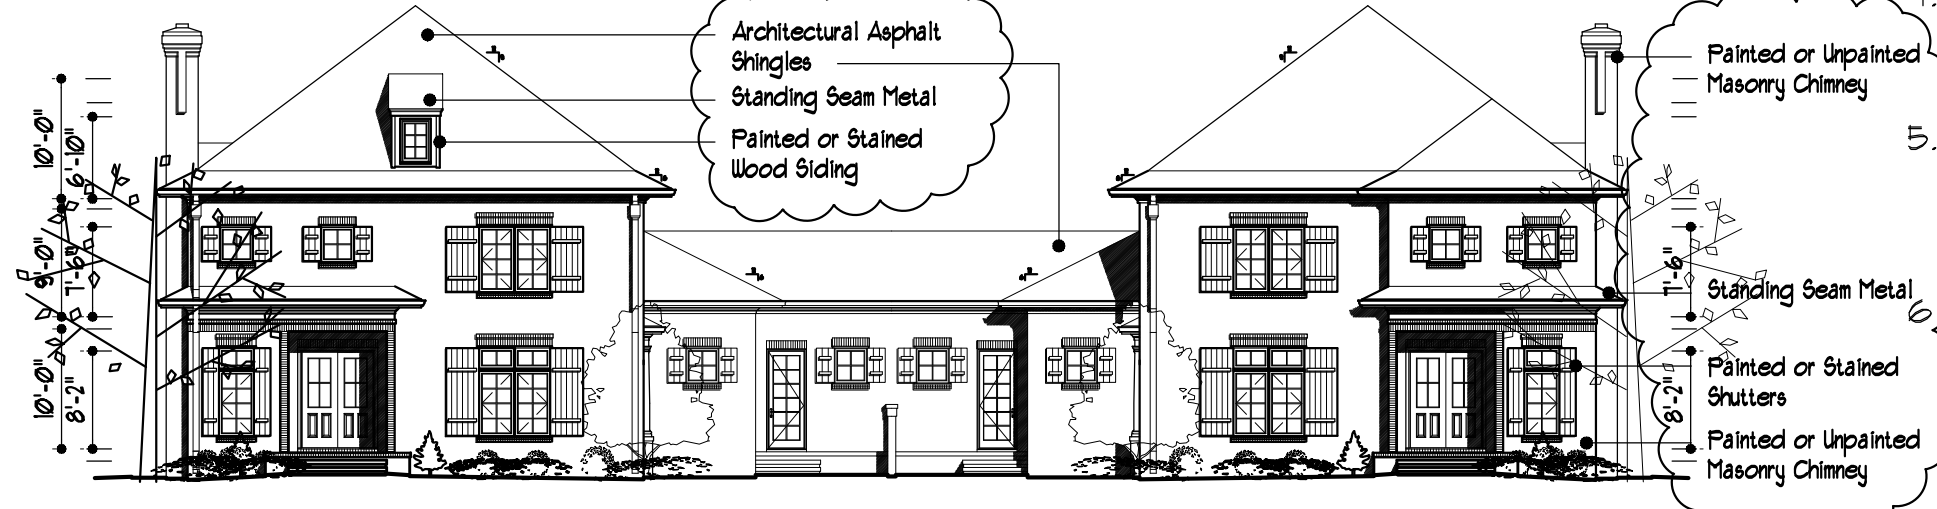 Architectural Asphalt
Shingles
Standing Seam Metal
Painted or Stained
Wood Siding
Painted or Unpainted
Masonry Chimney
5.
Standing Seam Metal
6
Painted or Stained
Shutters
Painted or Unpainted
Masonry Chimney
10'-0"
6'-10"
9'-0"
7'-6"
10'-0"
8'-2"
7'-6"
8'-2"